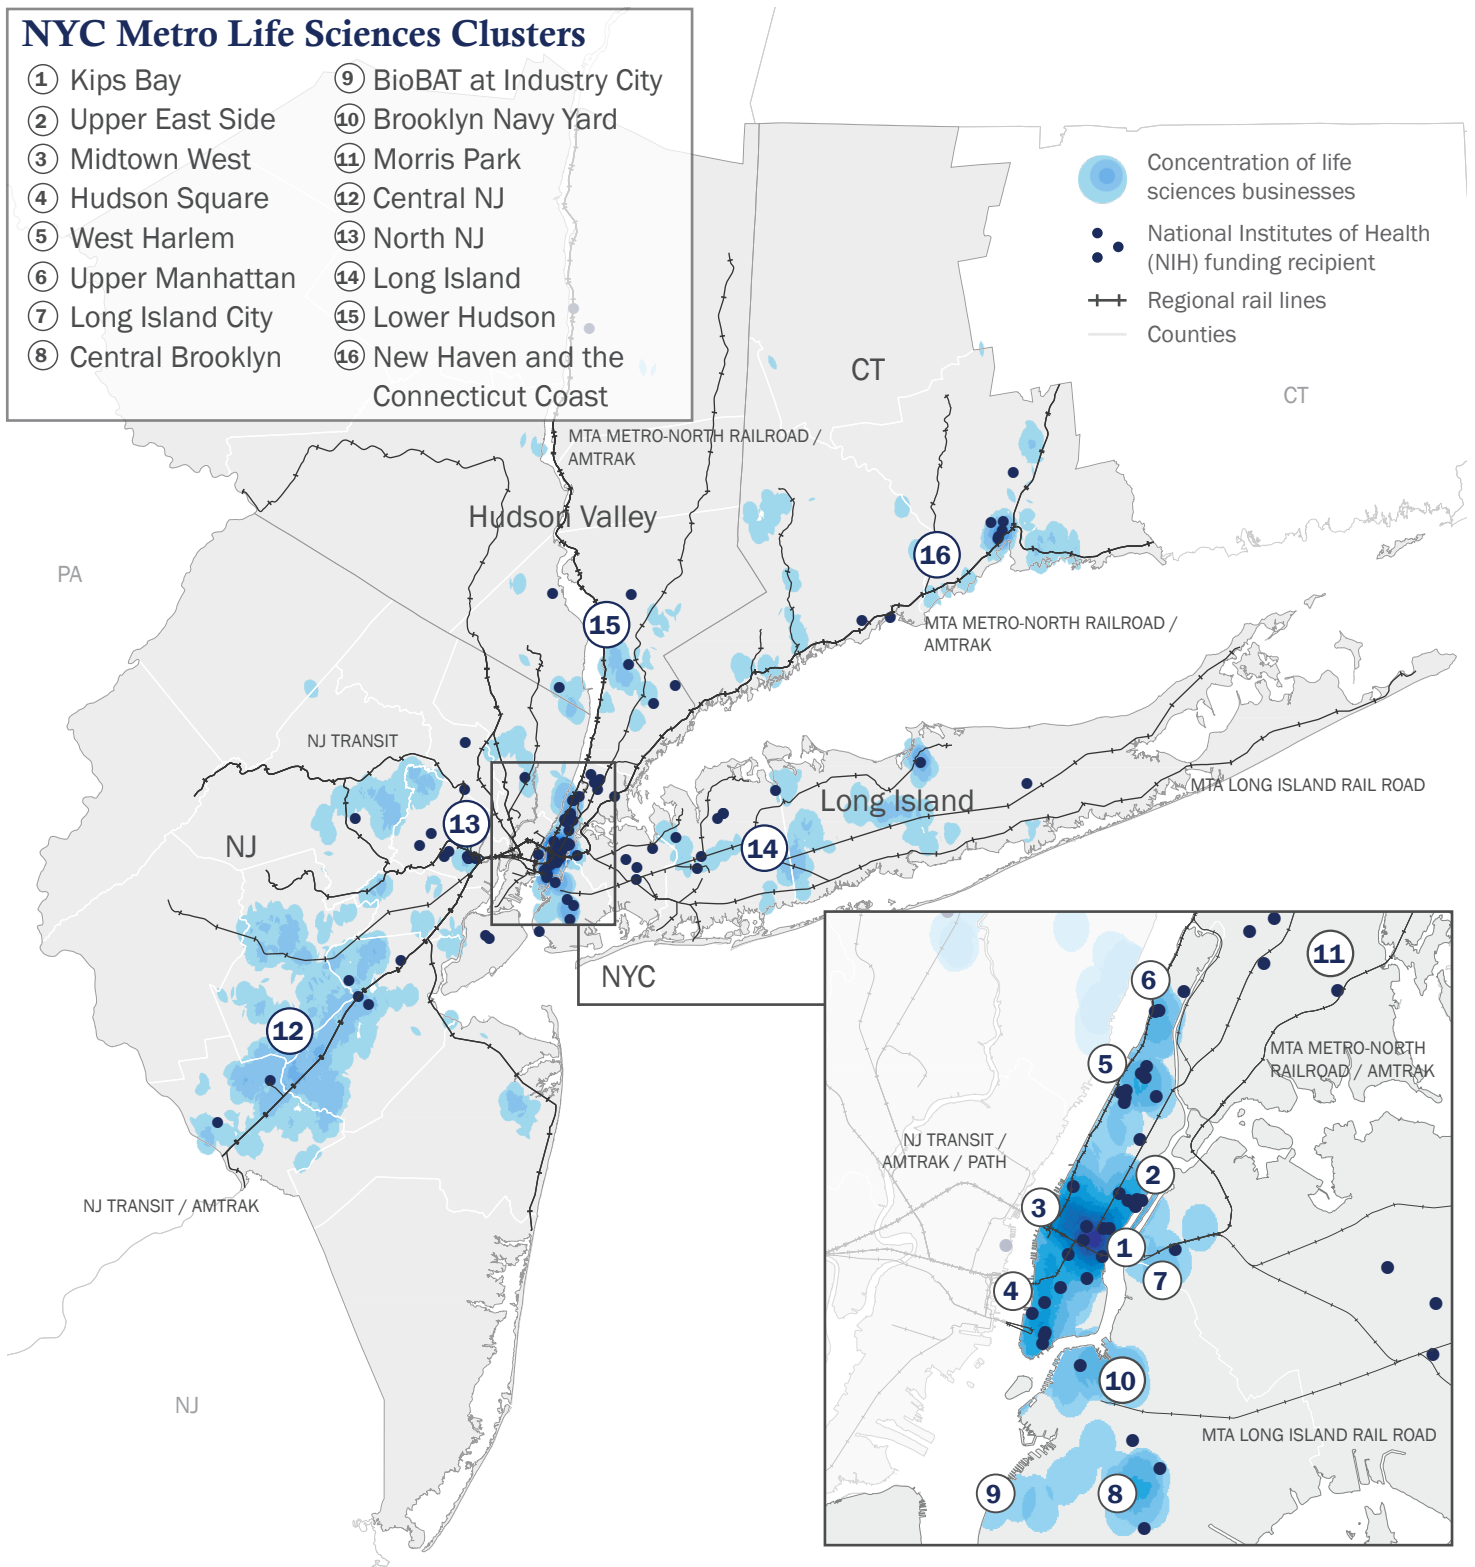 NYC Metro Life Sciences Clusters
1 Kips Bay
2 Upper East Side
3 Midtown West
4 Hudson Square
5 West Harlem
6 Upper Manhattan
7 Long Island City
8 Central Brooklyn
9 BioBAT at Industry City
10 Brooklyn Navy Yard
11 Morris Park
12 Central NJ
13 North NJ
14 Long Island
15 Lower Hudson
16 New Haven and the
Connecticut Coast
Concentration of life
sciences businesses
National Institutes of Health
(NIH) funding recipient
Regional rail lines
Counties
CT
CT
MTA METRO-NORTH RAILROAD /
AMTRAK
Hudson Valley
PA
16
15
MTA METRO-NORTH RAILROAD /
AMTRAK
NJ TRANSIT
MTA LONG ISLAND RAIL ROAD
Long Island
NJ
13
14
NYC
12
NJ TRANSIT / AMTRAK
NJ
11
6
5
MTA METRO-NORTH
RAILROAD / AMTRAK
NJ TRANSIT /
AMTRAK / PATH
2
3
1
7
4
10
MTA LONG ISLAND RAIL ROAD
9
8